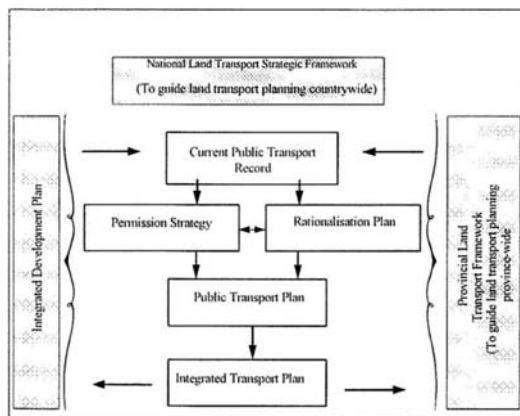 National Land Transport Strategic Framework
(To guide land transport planning countrywide)
Integrated Development Plan
Current Public Transport
Record
Permission Strategy
Rationalisation Plan
Public Transport Plan
Integrated Transport Plan
Provincial Land
Transport Framework
(To guide land transport planning
province-wide)